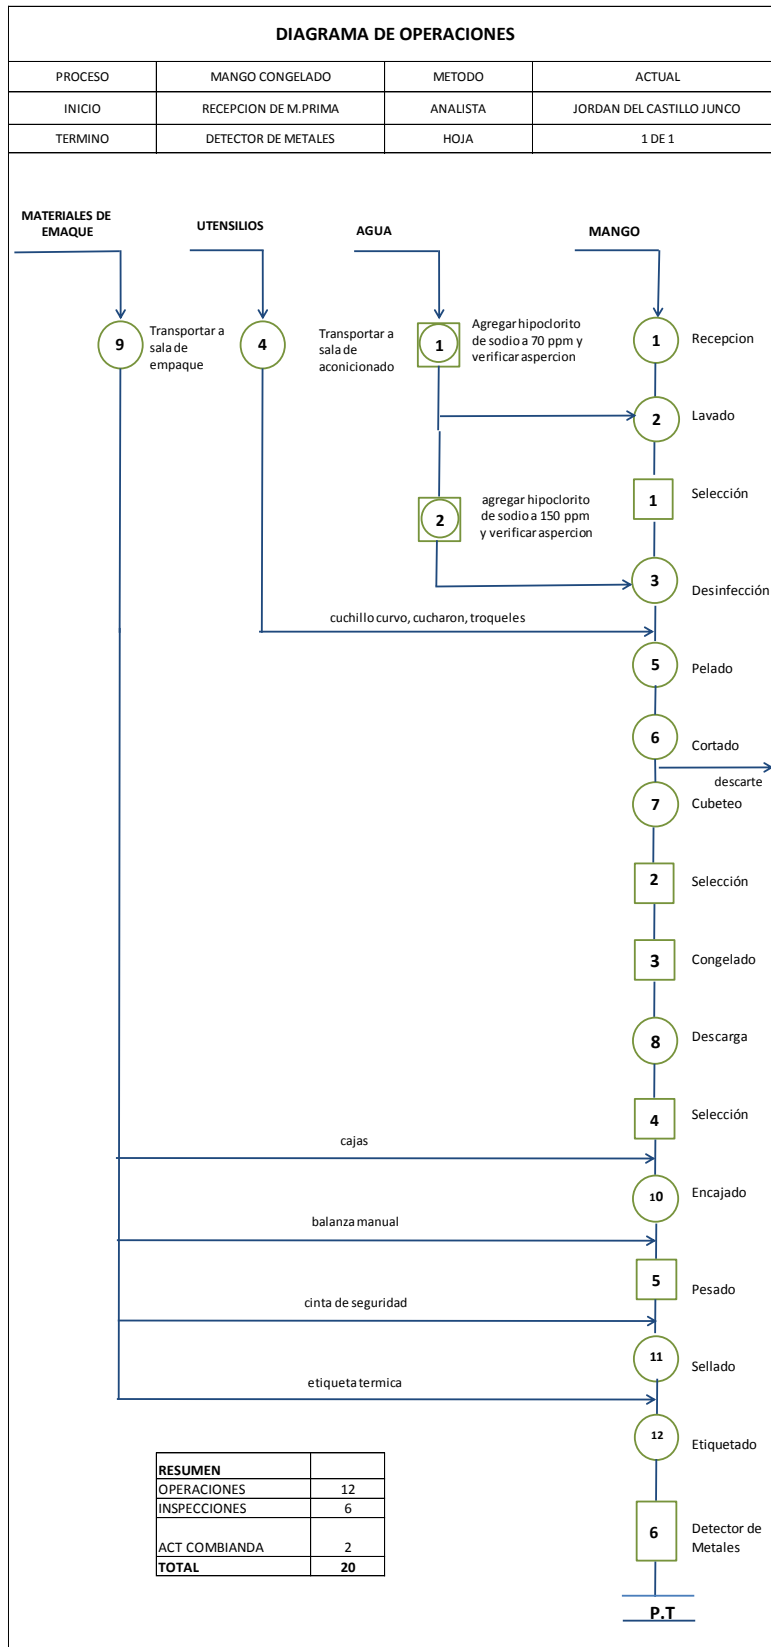 DIAGRAMA DE OPERACIONES
PROCESO MANGO CONGELADO METODO ACTUAL
INICIO RECEPCION DE M.PRIMA ANALISTA JORDAN DEL CASTILLO JUNCO
TERMINO DETECTOR DE METALES HOJA 1 DE 1
MATERIALES DE
EMAQUE
UTENSILIOS
AGUA
MANGO
9
Transportar a
sala de
empaque
4
Transportar a
sala de
aconicionado
1
Agregar hipoclorito
de sodio a 70 ppm y
verificar aspercion
1
Recepcion
2
Lavado
1
Selección
2
agregar hipoclorito
de sodio a 150 ppm
y verificar aspercion
3
Desinfección
cuchillo curvo, cucharon, troqueles
5
Pelado
6
Cortado
descarte
7
Cubeteo
2
Selección
3
Congelado
8
Descarga
4
Selección
cajas
10
Encajado
balanza manual
5
Pesado
cinta de seguridad
11
Sellado
etiqueta termica
12
Etiquetado
RESUMEN
OPERACIONES 12
INSPECCIONES 6
ACT COMBIANDA 2
TOTAL 20
6
Detector de
Metales
P.T